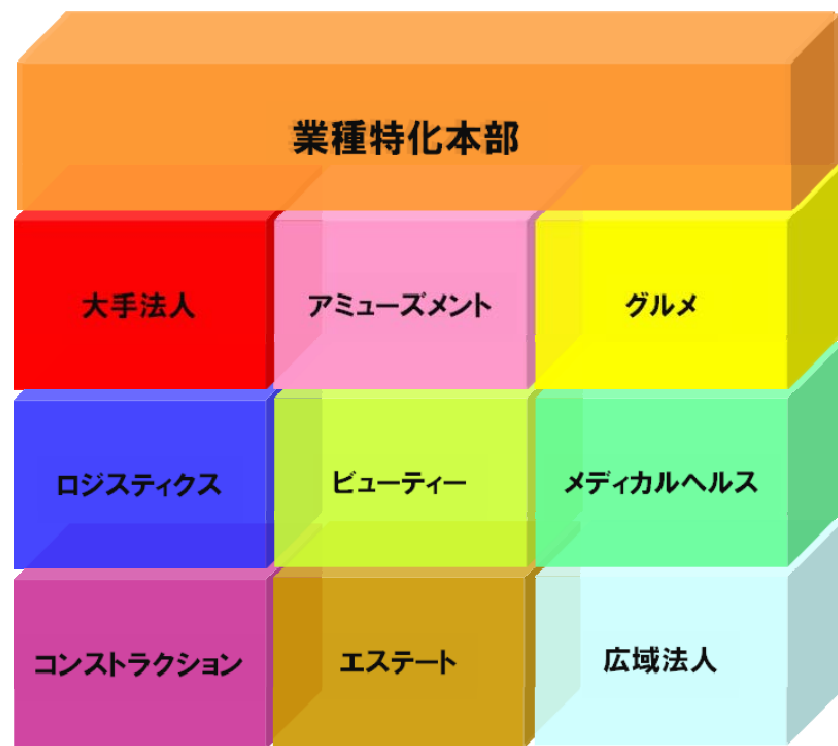 業種特化本部
大手法人
アミューズメント
グルメ
ロジスティクス
ビューティー
メディカルヘルス
コンストラクション
エステート
広域法人